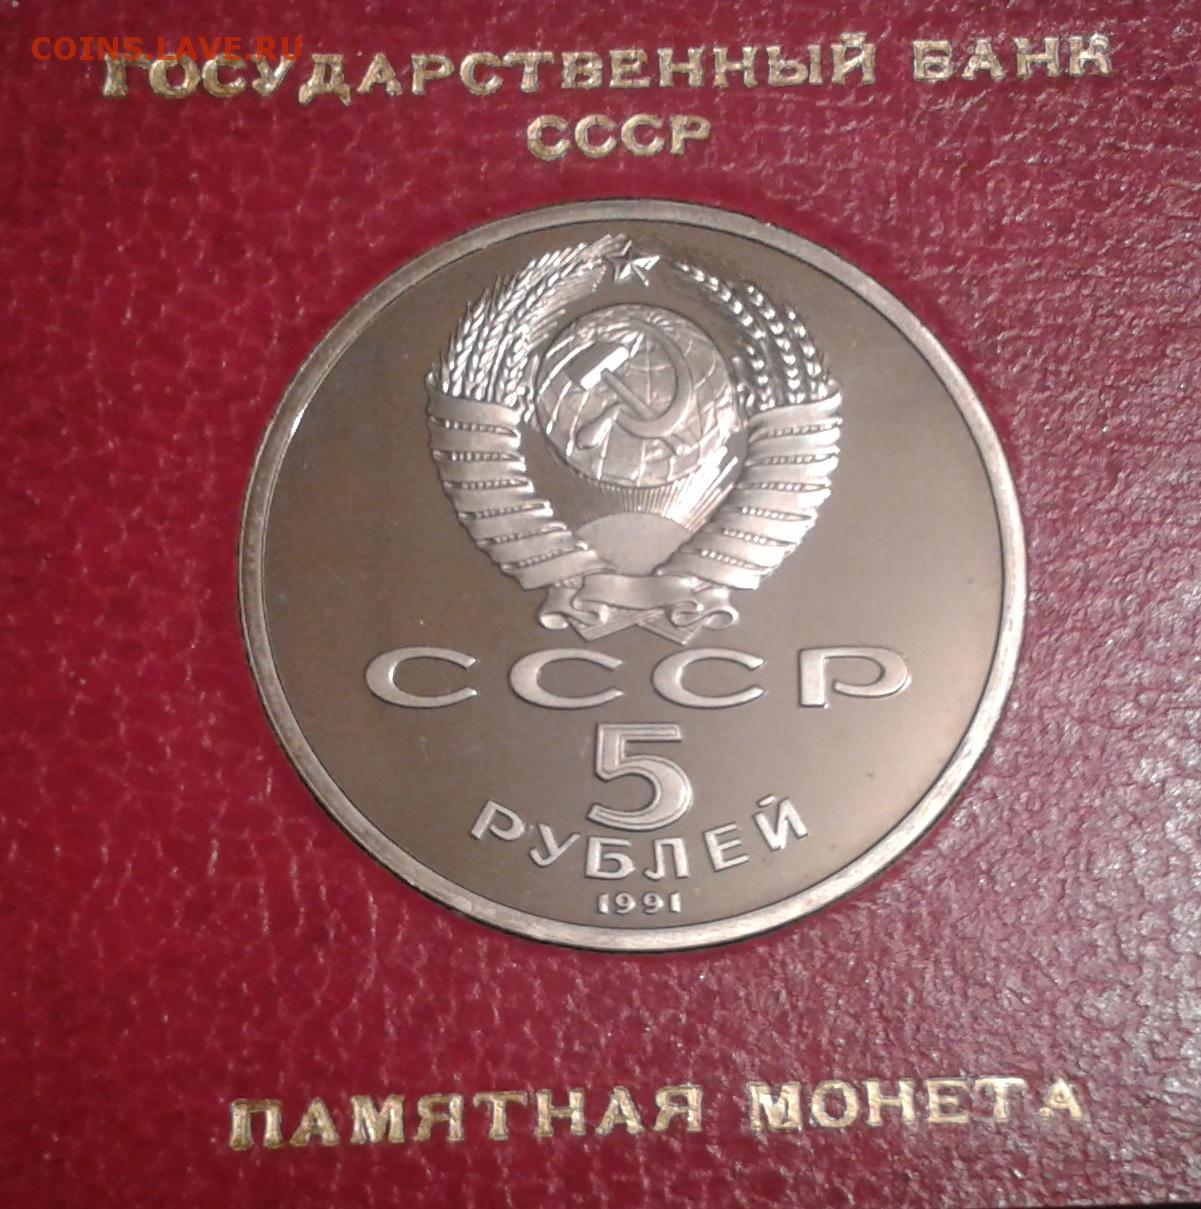 COINS.LAVE.RU
ГОСУДАРСТВЕННЫЙ БАНК
СССР
СССР
5
РУБЛЕЙ
1991
ПАМЯТНАЯ МОНЕТА